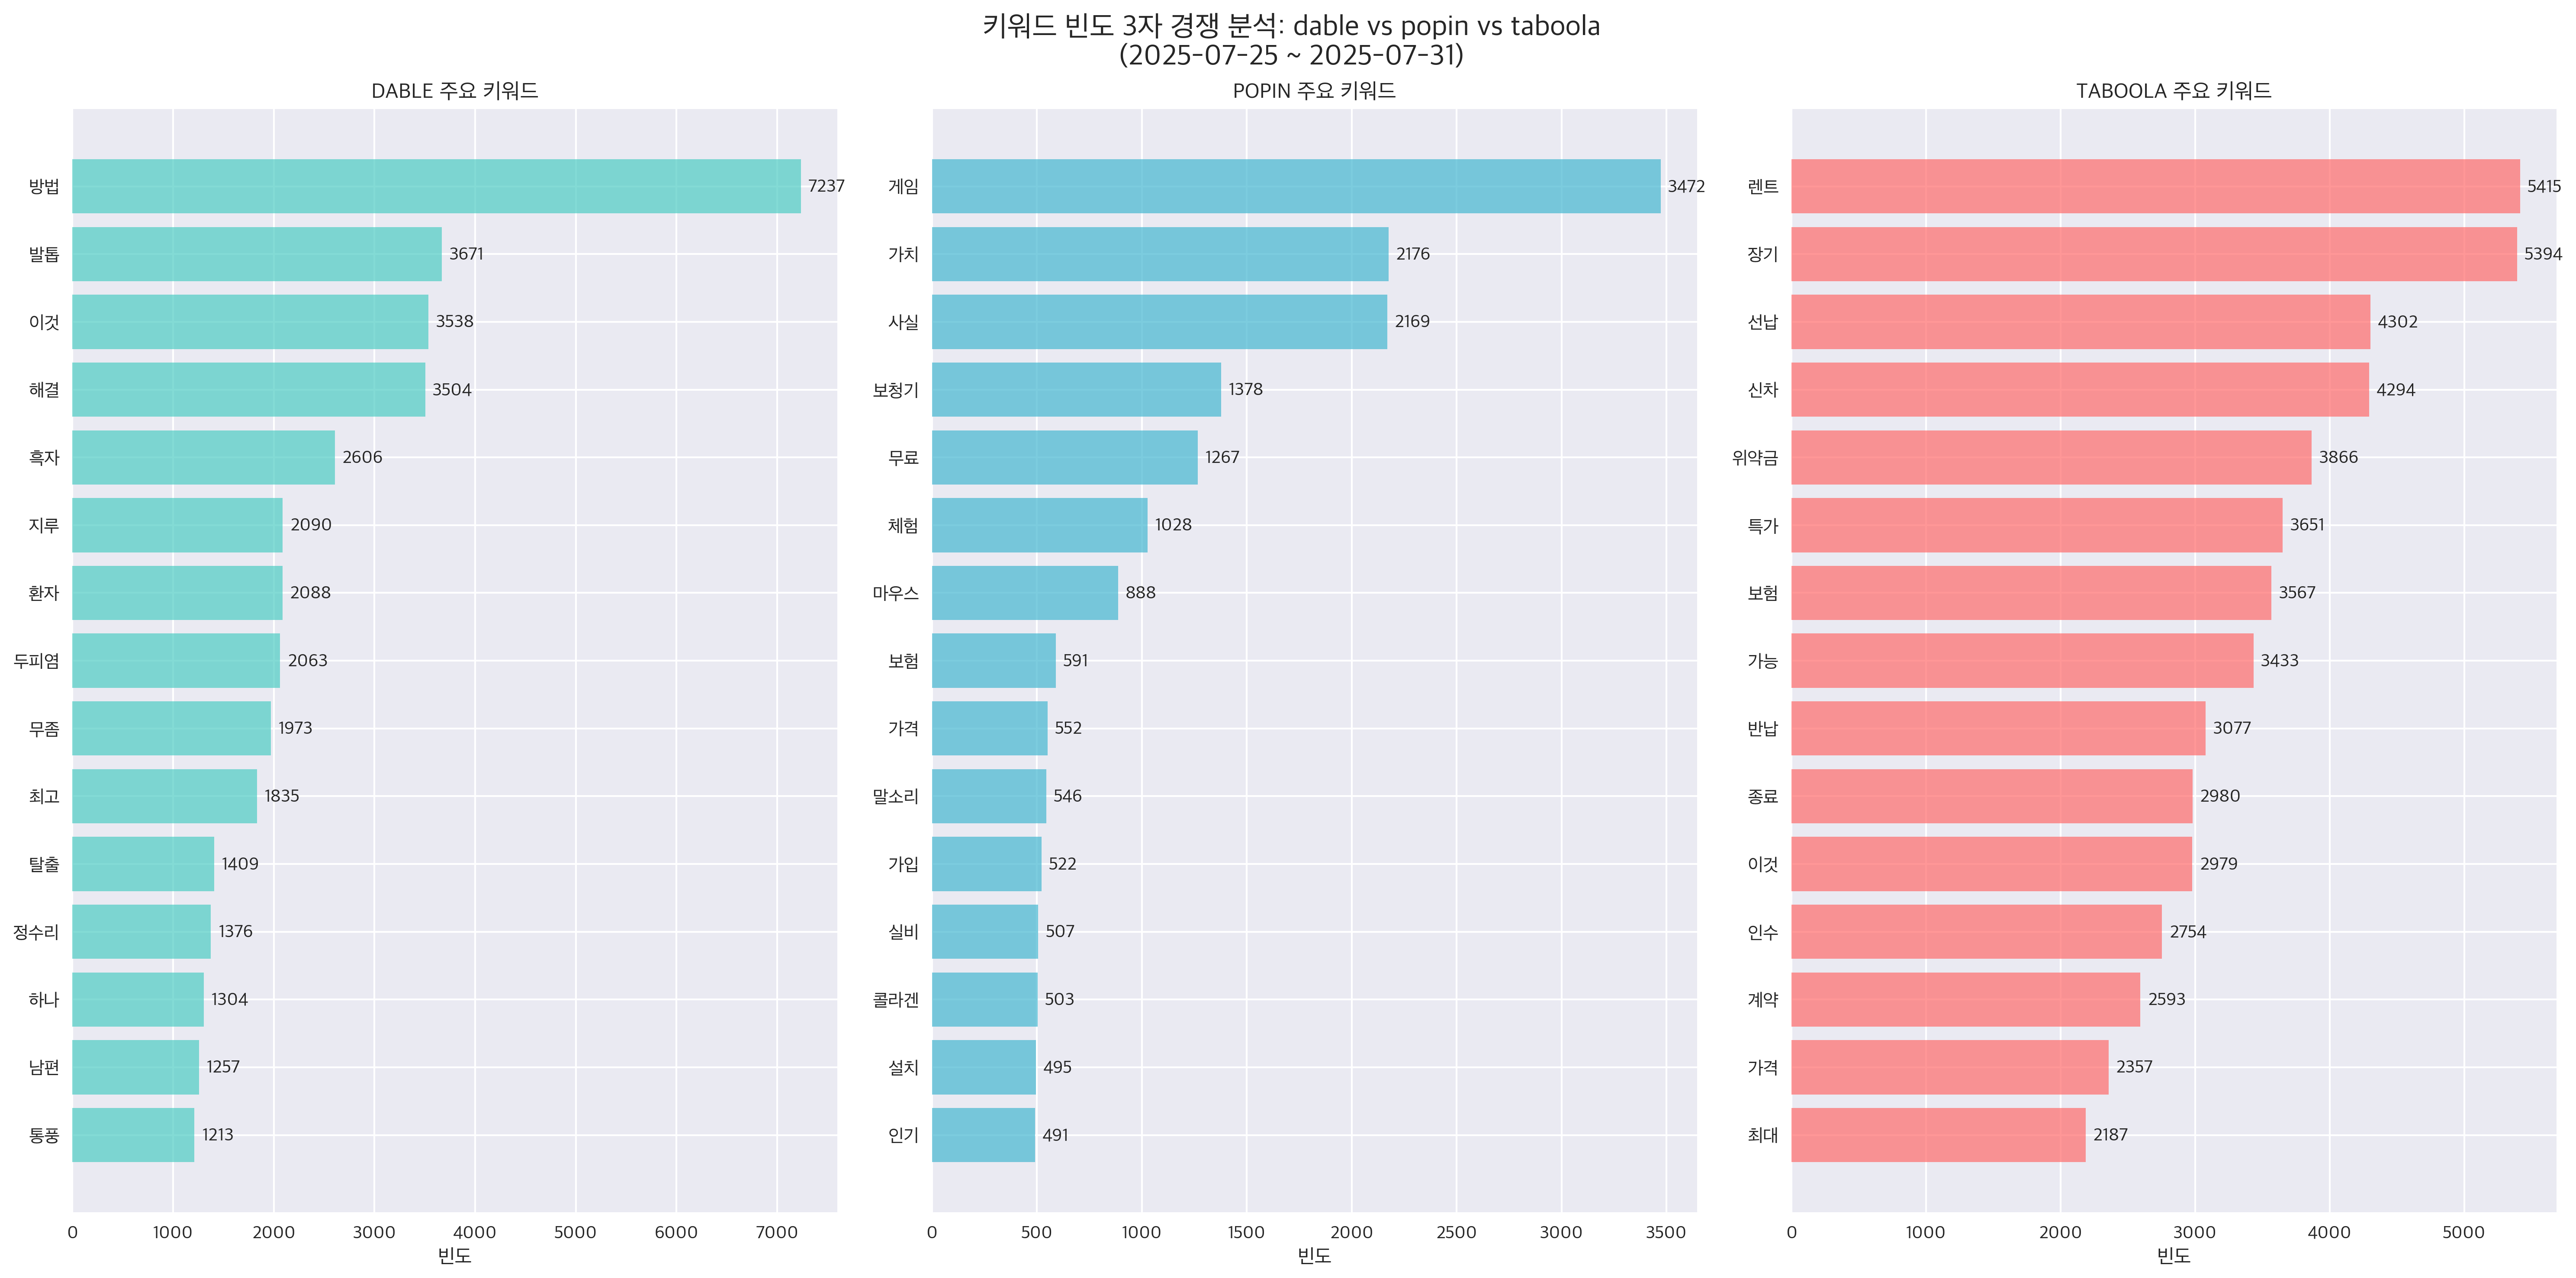 키워드 빈도 3자 경쟁 분석: dable vs popin vs taboola
(2025-07-25 ~ 2025-07-31)
DABLE 주요 키워드
방법 7237
발톱 3671
이것 3538
해결 3504
흑자 2606
지루 2090
환자 2088
두피염 2063
무좀 1973
최고 1835
탈출 1409
정수리 1376
하나 1304
남편 1257
통풍 1213
0 1000 2000 3000 4000 5000 6000 7000
빈도
POPIN 주요 키워드
게임 3472
가치 2176
사실 2169
보청기 1378
무료 1267
체험 1028
마우스 888
보험 591
가격 552
말소리 546
가입 522
실비 507
콜라겐 503
설치 495
인기 491
0 500 1000 1500 2000 2500 3000 3500
빈도
TABOOLA 주요 키워드
렌트 5415
장기 5394
선납 4302
신차 4294
위약금 3866
특가 3651
보험 3567
가능 3433
반납 3077
종료 2980
이것 2979
인수 2754
계약 2593
가격 2357
최대 2187
0 1000 2000 3000 4000 5000
빈도